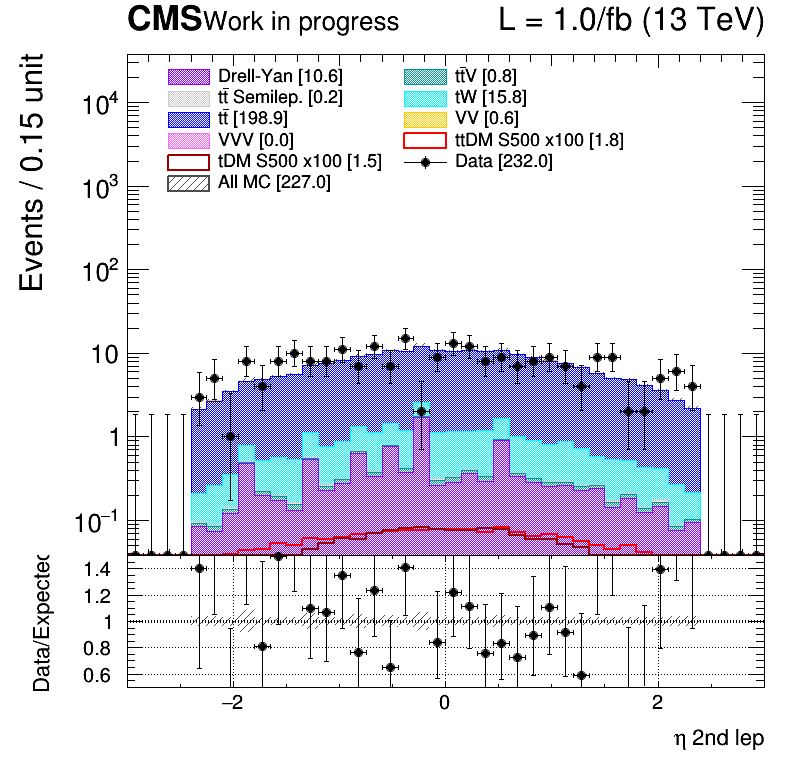 CMS Work in progress L = 1.0/fb (13 TeV)
Events / 0.15 unit
Drell-Yan [10.6] tt̄V [0.8]
tt̄ Semilep. [0.2] tW [15.8]
tt̄ [198.9] VV [0.6]
VVV [0.0] ttDM S500 x100 [1.8]
tDM S500 x100 [1.5] Data [232.0]
All MC [227.0]
10⁴
10³
10²
10
1
10⁻¹
Data/Expected
1.4
1.2
1
0.8
0.6
−2 0 2
η 2nd lep